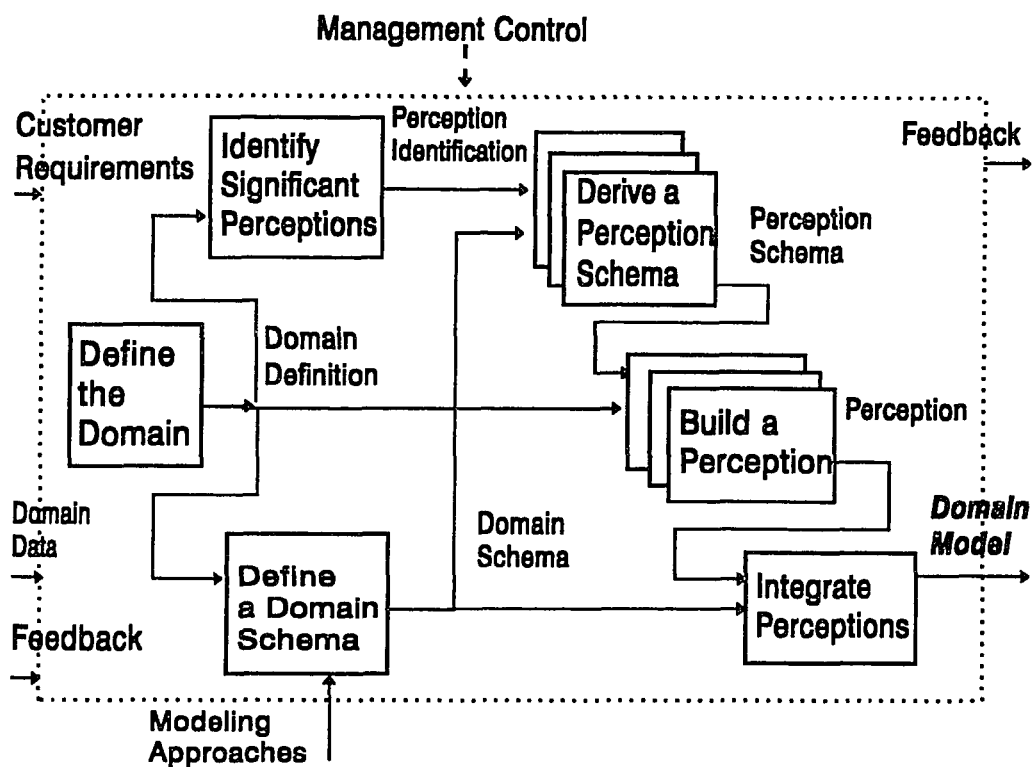 Management Control
Customer
Requirements
Identify
Significant
Perceptions
Perception
Identification
Derive a
Perception
Schema
Feedback
Perception
Schema
Define
the
Domain
Domain
Definition
Build a
Perception
Perception
Domain
Data
Define
a Domain
Schema
Domain
Schema
Integrate
Perceptions
Domain
Model
Feedback
Modeling
Approaches